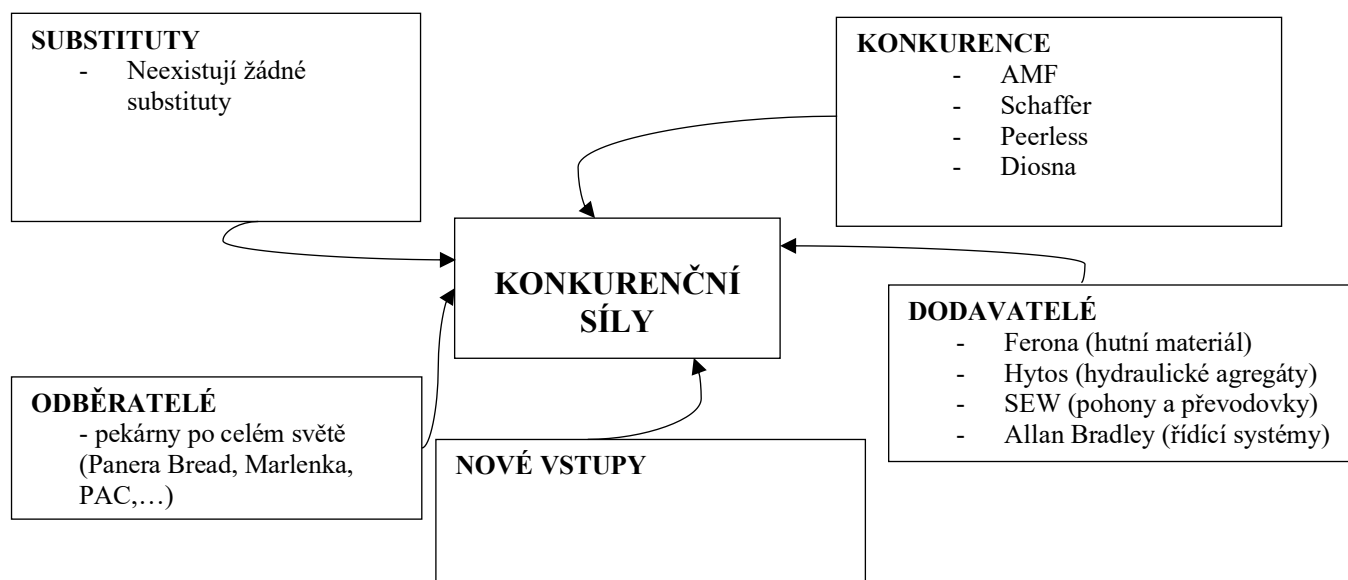 SUBSTITUTY
- Neexistují žádné
substituty
KONKURENCE
- AMF
- Schaffer
- Peerless
- Diosna
KONKURENČNÍ
SÍLY
DODAVATELÉ
- Ferona (hutní materiál)
- Hytos (hydraulické agregáty)
- SEW (pohony a převodovky)
- Allan Bradley (řídící systémy)
ODBĚRATELÉ
- pekárny po celém světě
(Panera Bread, Marlenka,
PAC,…)
NOVÉ VSTUPY